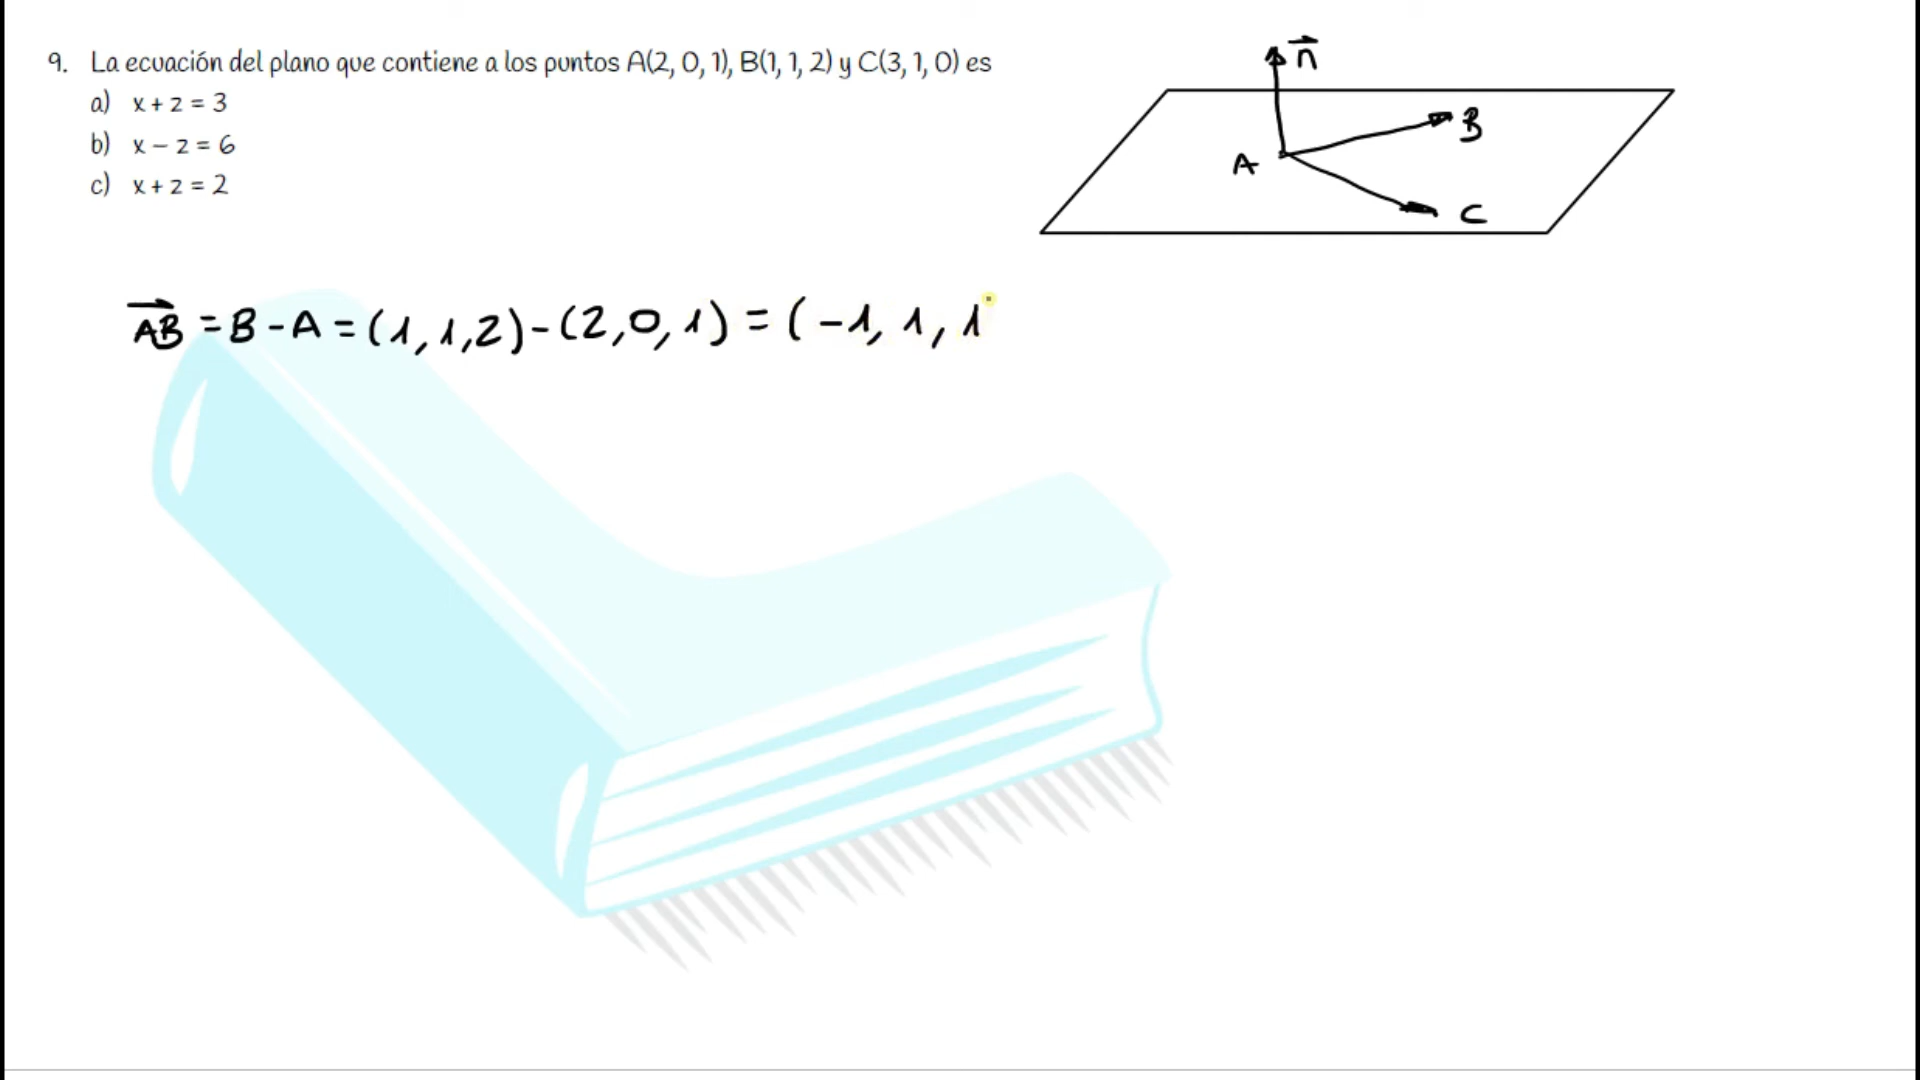 9. La ecuación del plano que contiene a los puntos A(2, 0, 1), B(1, 1, 2) y C(3, 1, 0) es
a) x + z = 3
b) x – z = 6
c) x + z = 2
n
B
A
C
AB = B - A = (1, 1, 2) - (2, 0, 1) = ( -1, 1, 1